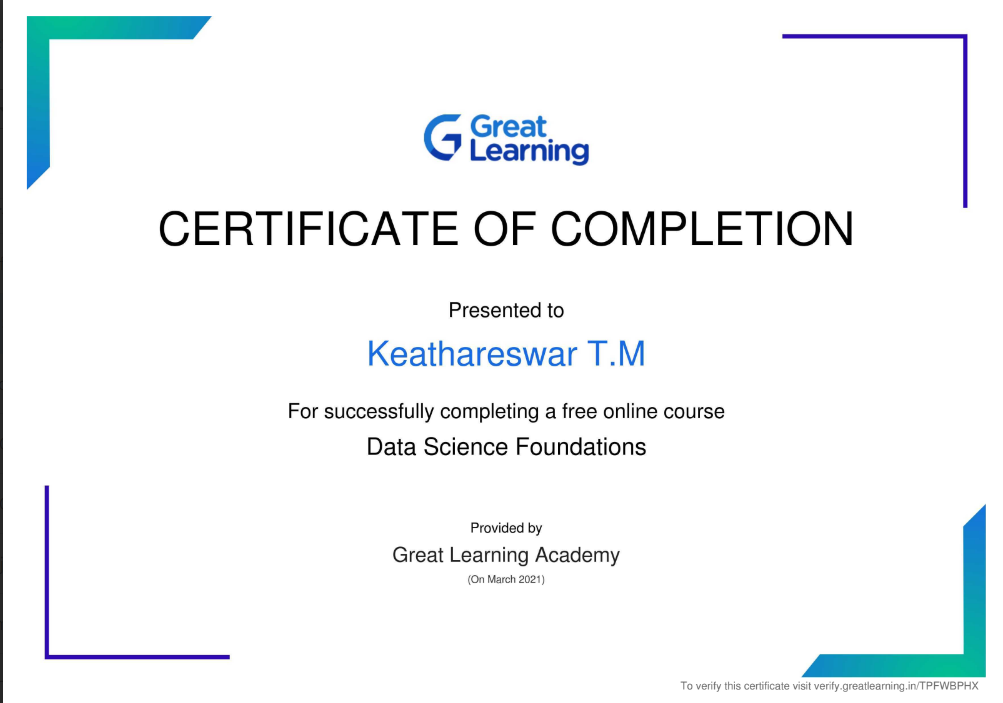 Great
Learning
CERTIFICATE OF COMPLETION
Presented to
Keathareswar T.M
For successfully completing a free online course
Data Science Foundations
Provided by
Great Learning Academy
(On March 2021)
To verify this certificate visit verify.greatlearning.in/TPFWBPHX